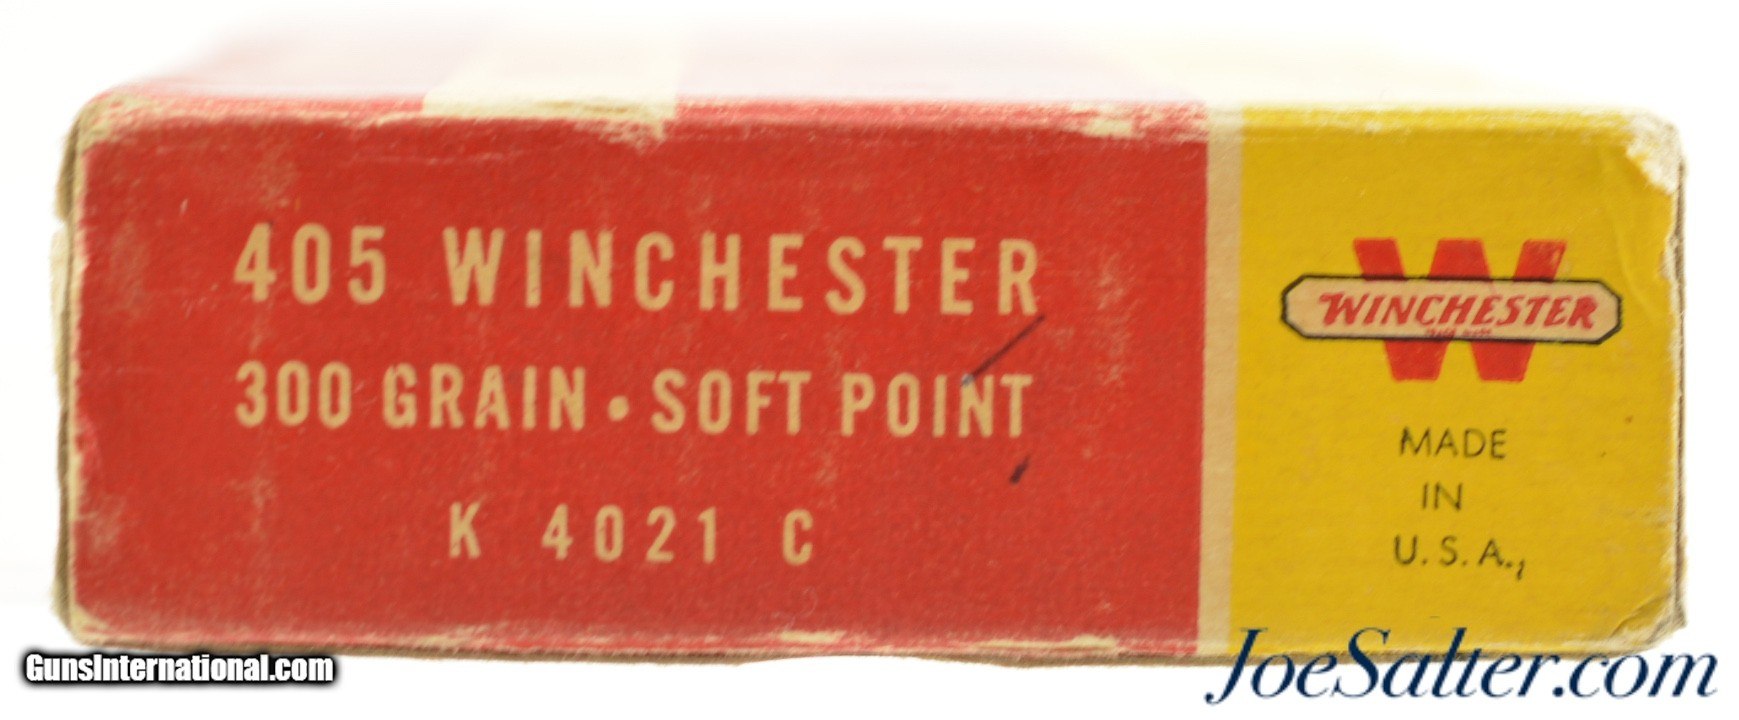 405 WINCHESTER
300 GRAIN • SOFT POINT
K 4021 C
WINCHESTER
MADE
IN
U.S.A.,
GunsInternational.com
JoeSalter.com